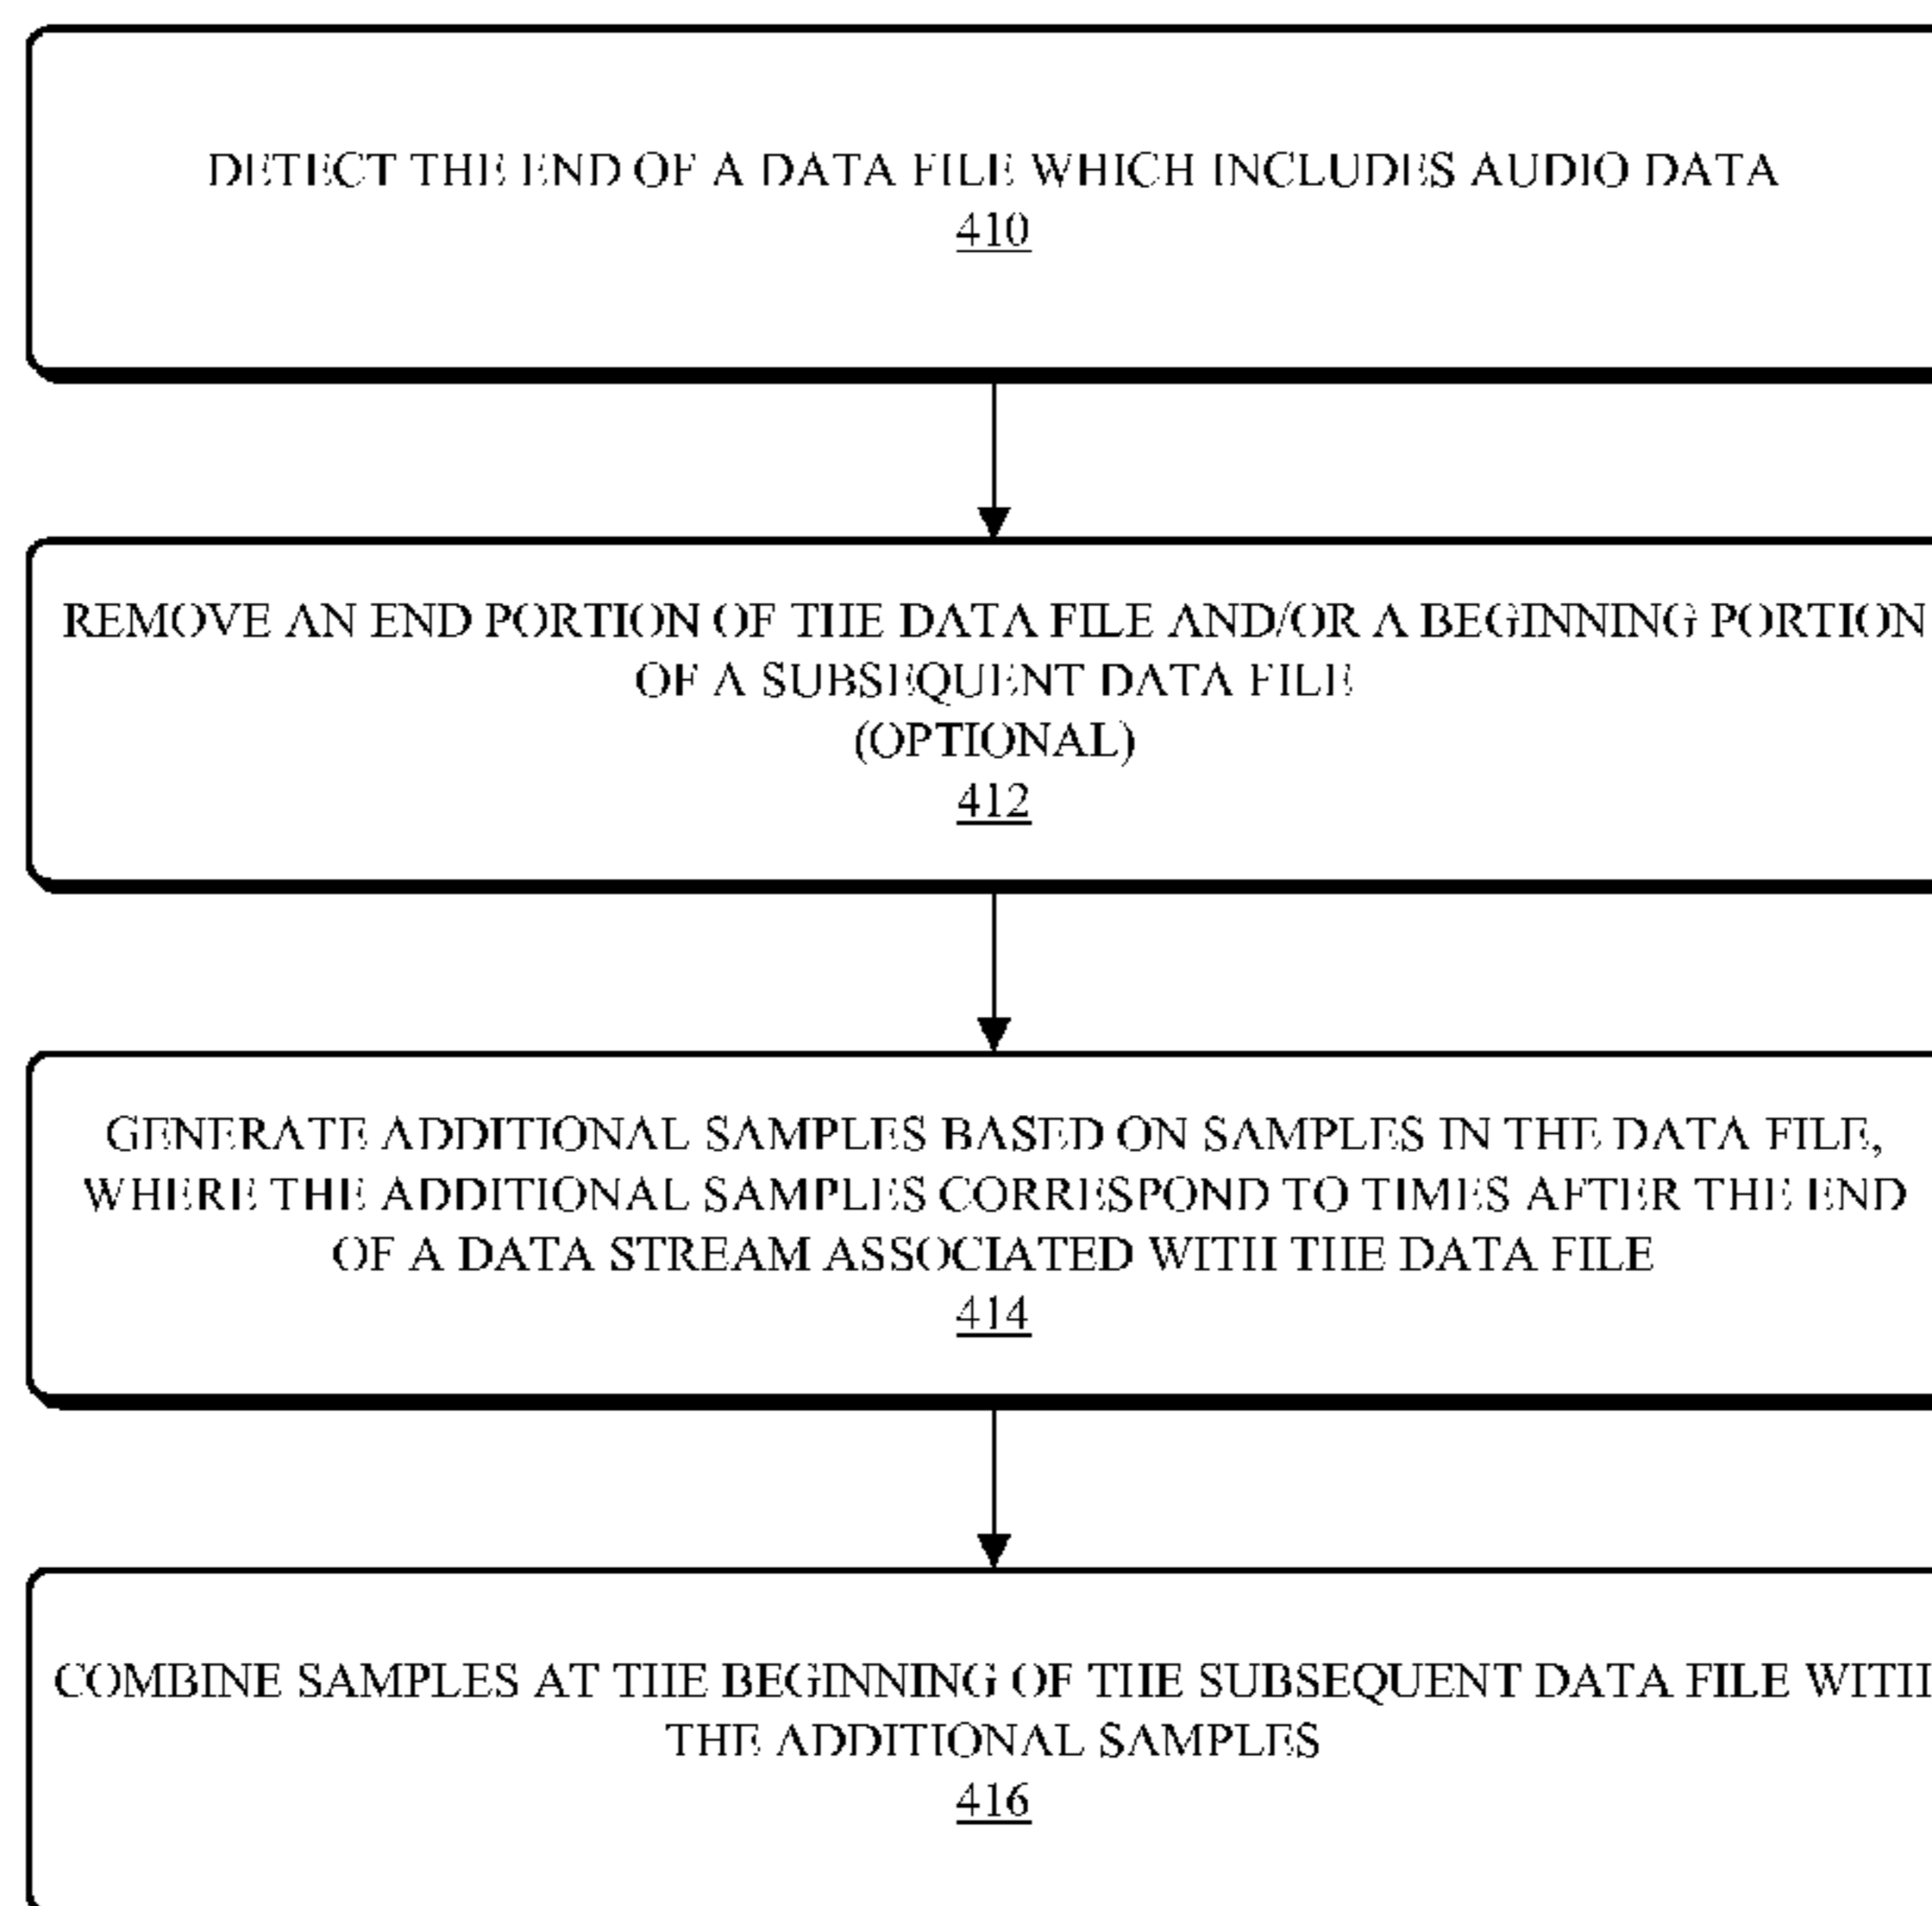 DETECT THE END OF A DATA FILE WHICH INCLUDES AUDIO DATA
410
REMOVE AN END PORTION OF THE DATA FILE AND/OR A BEGINNING PORTION
OF A SUBSEQUENT DATA FILE
(OPTIONAL)
412
GENERATE ADDITIONAL SAMPLES BASED ON SAMPLES IN THE DATA FILE,
WHERE THE ADDITIONAL SAMPLES CORRESPOND TO TIMES AFTER THE END
OF A DATA STREAM ASSOCIATED WITH THE DATA FILE
414
COMBINE SAMPLES AT THE BEGINNING OF THE SUBSEQUENT DATA FILE WITH
THE ADDITIONAL SAMPLES
416